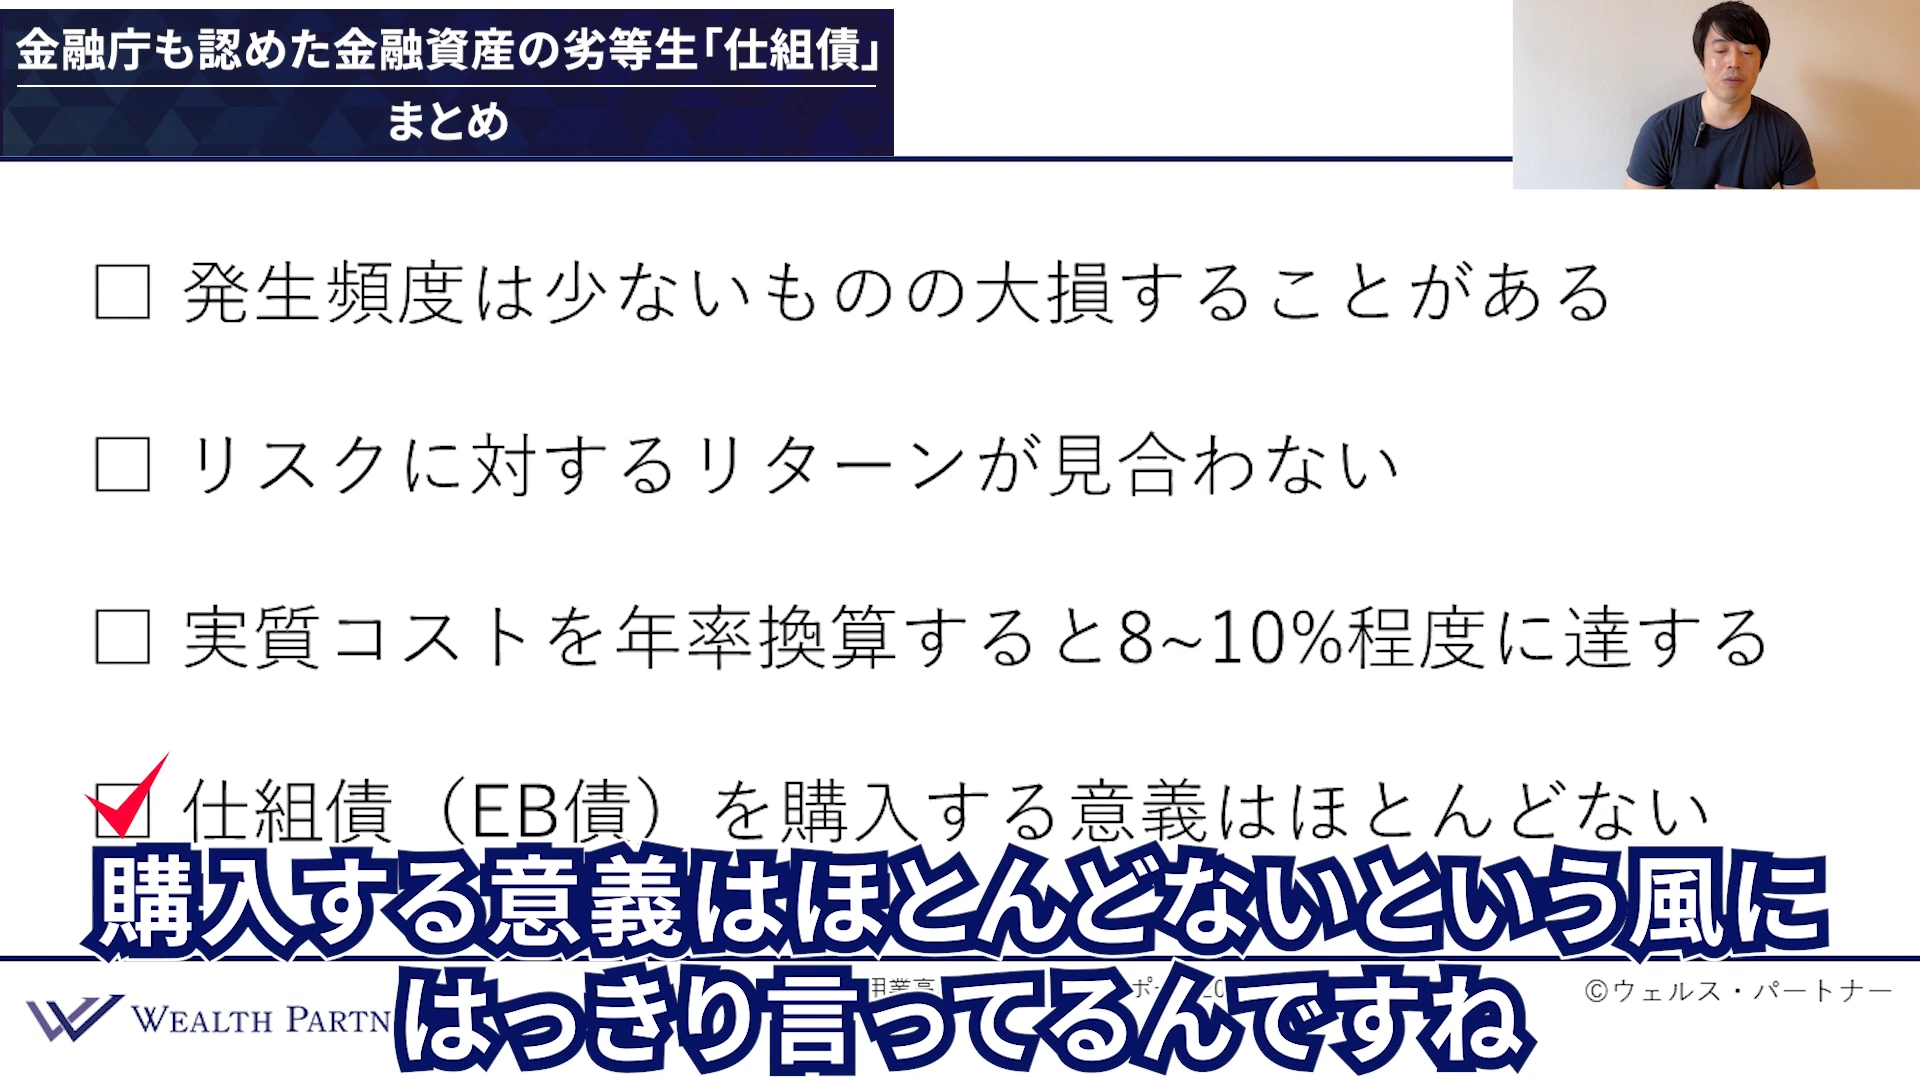 金融庁も認めた金融資産の劣等生「仕組債」
まとめ
□ 発生頻度は少ないものの大損することがある
□ リスクに対するリターンが見合わない
□ 実質コストを年率換算すると8~10%程度に達する
☑ 仕組債（EB債）を購入する意義はほとんどない
購入する意義はほとんどないという風に
はっきり言ってるんですね
WEALTH PARTN
©ウェルス・パートナー